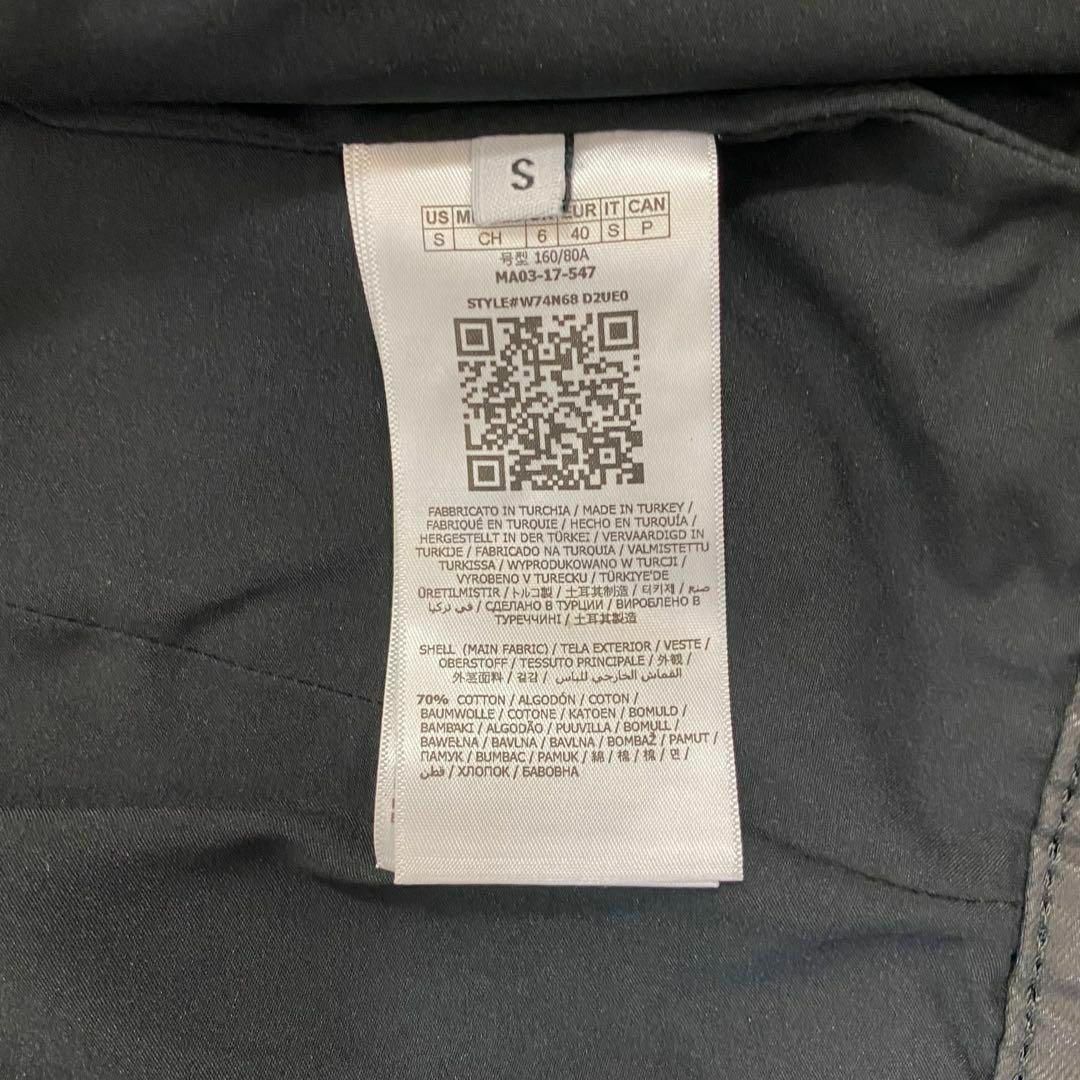 S
US EUR IT CAN
S CH 6 40 S P
号型 160/80A
MA03-17-547
STYLE#W74N68 D2UE0
FABBRICATO IN TURCHIA / MADE IN TURKEY /
FABRIQUÉ EN TURQUIE / HECHO EN TURQUÍA /
HERGESTELLT IN DER TÜRKEI / VERVAARDIGD IN
TURKIJE / FABRICADO NA TURQUIA / VALMISTETTU
TURKISSA / WYPRODUKOWANO W TURCJI /
VYROBENO V TURECKU / TÜRKIYE'DE
ÜRETILMISTIR / トルコ製 / 土耳其制造 / 터키제 / صنع
في تركيا / СДЕЛАНО В ТУРЦИИ / ВИРОБЛЕНО В
ТУРЕЧЧИНІ / 土耳其製造
SHELL (MAIN FABRIC) / TELA EXTERIOR / VESTE /
OBERSTOFF / TESSUTO PRINCIPALE / 外観 /
外层面料 / 겉감 / القماش الخارجي للباس
70% COTTON / ALGODÓN / COTON /
BAUMWOLLE / COTONE / KATOEN / BOMULD /
BAMBAKI / ALGODÃO / PUUVILLA / BOMULL /
BAWEŁNA / BAVLNA / BAVLNA / BOMBAŽ / PAMUT /
ПАМУК / BUMBAC / PAMUK / 綿 / 棉 / 棉 / 면 /
قطن / ХЛОПОК / БАВОВНА